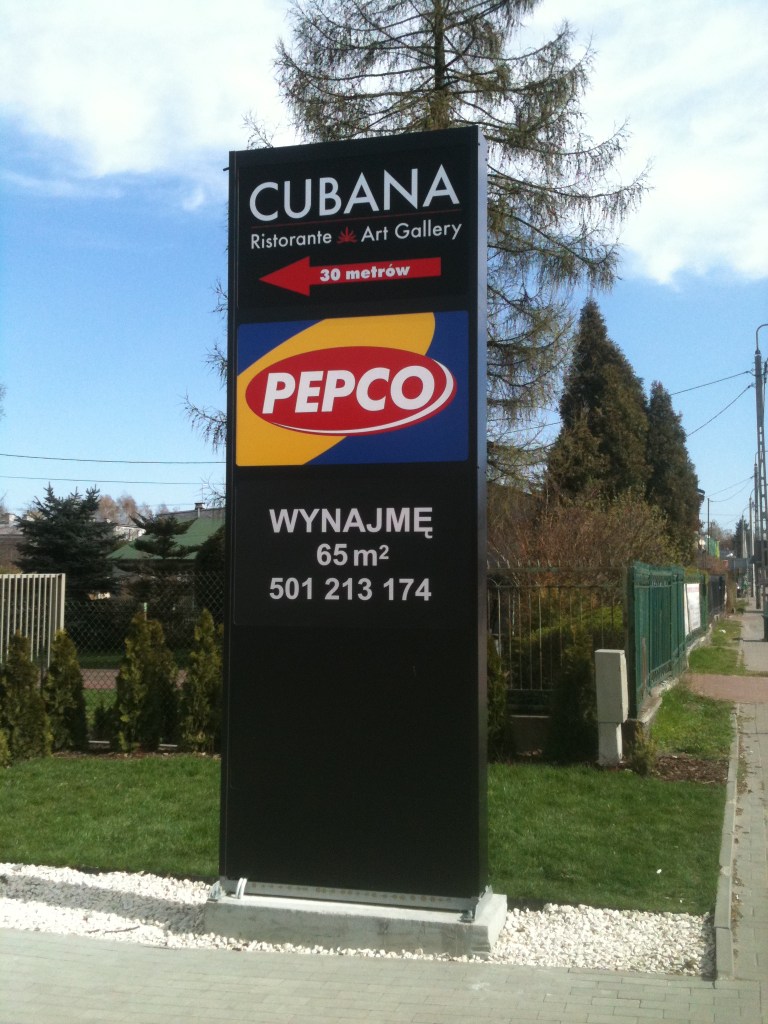 CUBANA
Ristorante Art Gallery
30 metrów
PEPCO
WYNAJMĘ
65 m²
501 213 174